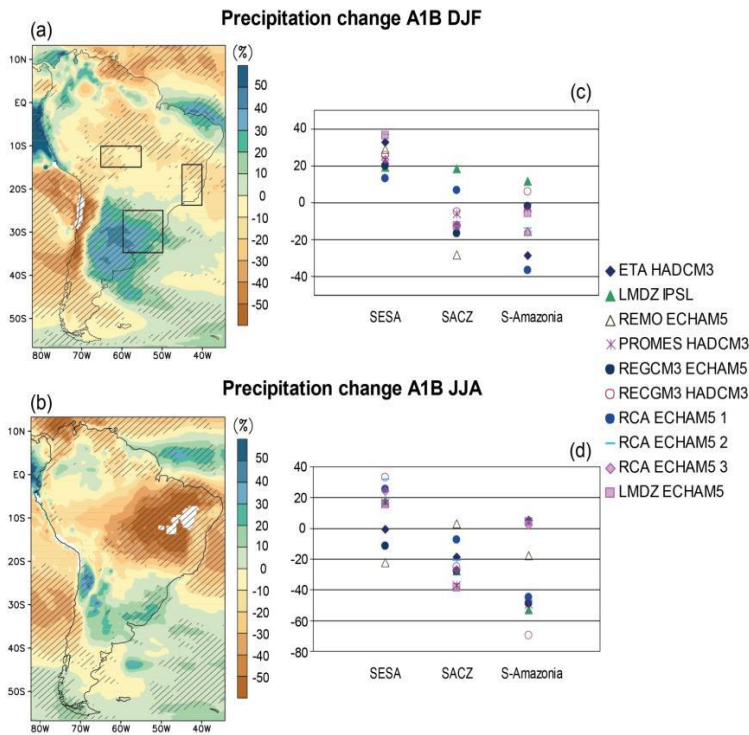 Precipitation change A1B DJF
(a)
(%)
10N
EQ
10S
20S
30S
40S
50S
80W
70W
60W
50W
40W
50
40
30
20
10
0
-10
-20
-30
-40
-50
(c)
40
20
0
-20
-40
SESA
SACZ
S-Amazonia
ETA HADCM3
LMDZ IPSL
REMO ECHAM5
PROMES HADCM3
REGCM3 ECHAM5
RECGM3 HADCM3
RCA ECHAM5 1
RCA ECHAM5 2
RCA ECHAM5 3
LMDZ ECHAM5
Precipitation change A1B JJA
(b)
(%)
10N
EQ
10S
20S
30S
40S
50S
80W
70W
60W
50W
40W
50
40
30
20
10
0
-10
-20
-30
-40
-50
(d)
40
20
0
-20
-40
-60
-80
SESA
SACZ
S-Amazonia